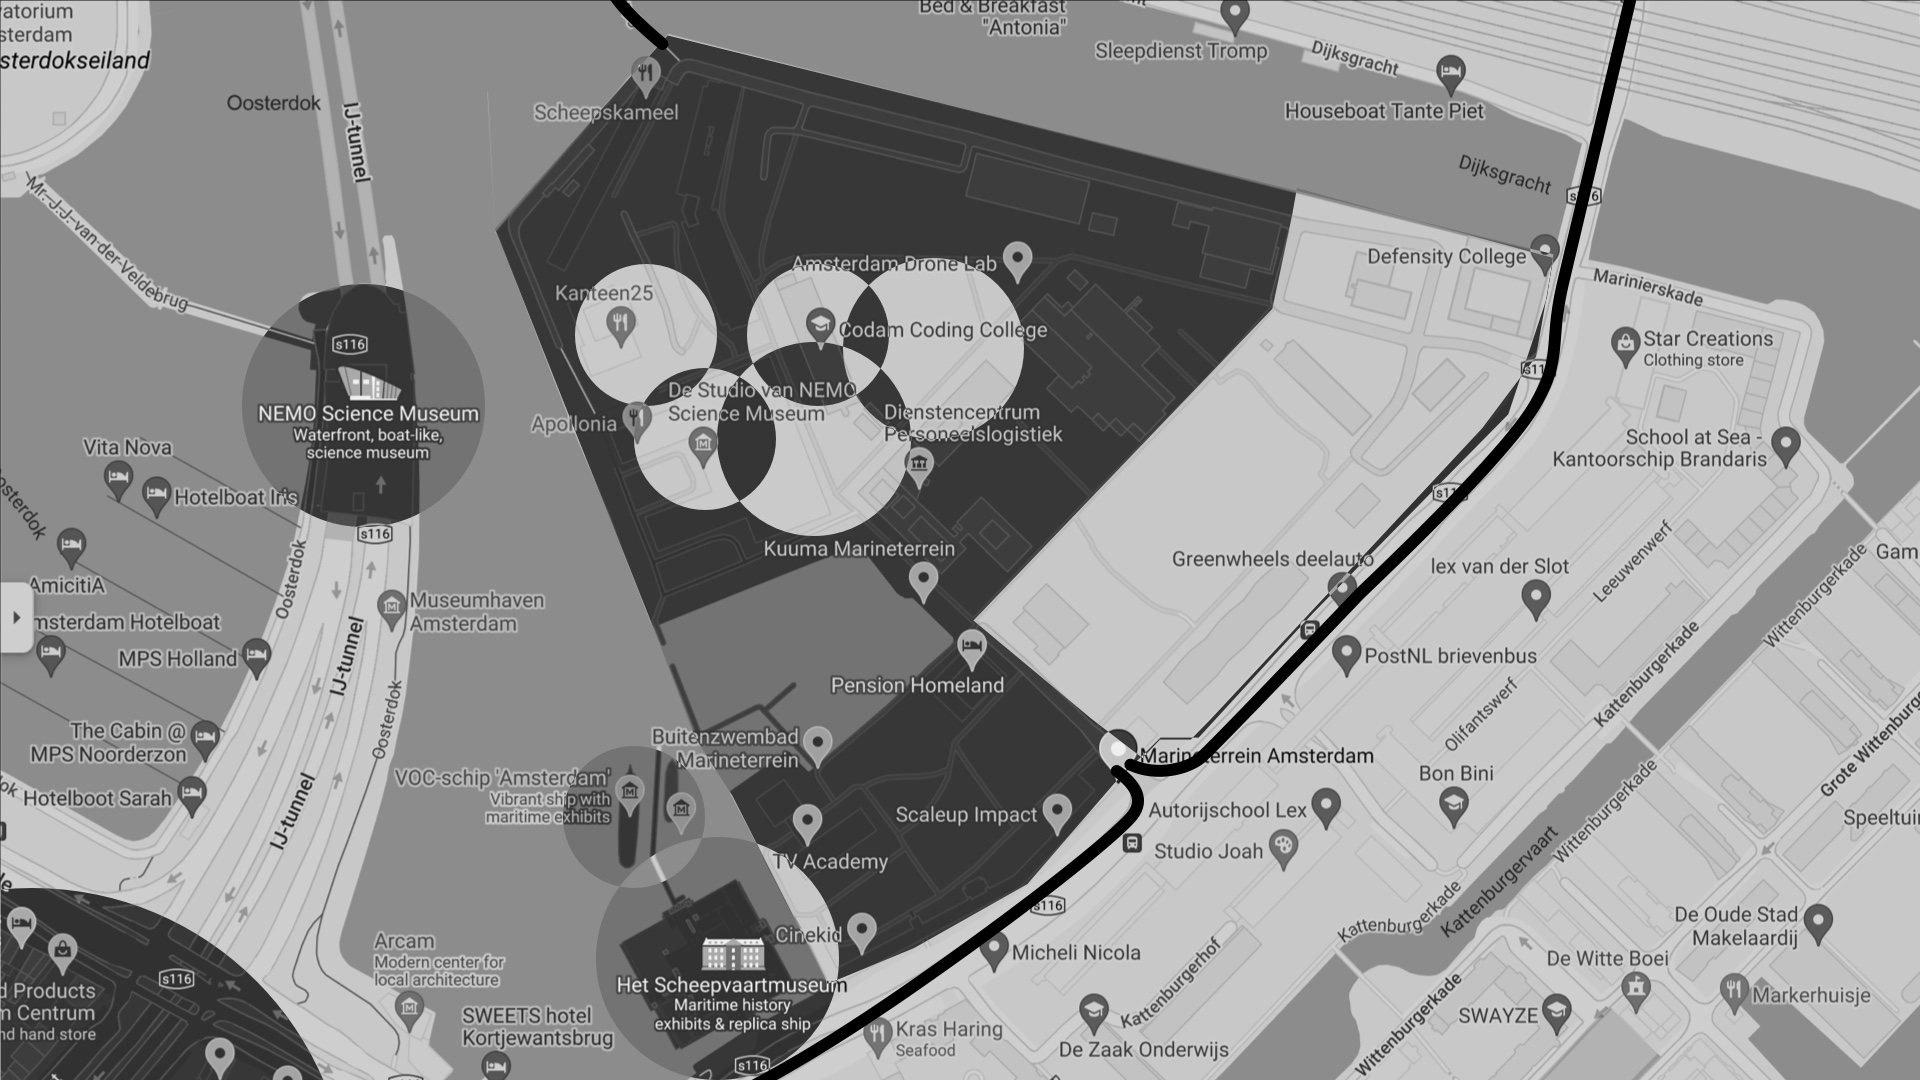 Bed & Breakfast
"Antonia"
sterdokseiland
Oosterdok
IJ-tunnel
Mr.-J.J.-van-der-Veldebrug
Sleepdienst Tromp
Dijksgracht
Houseboat Tante Piet
Scheepskameel
Dijksgracht
s116
Defensity College
Marinierskade
Amsterdam Drone Lab
Kanteen25
Codam Coding College
s116
NEMO Science Museum
Waterfront, boat-like,
science museum
Star Creations
Clothing store
De Studio van NEMO
Science Museum
Apollonia
Dienstencentrum
Personeelslogistiek
School at Sea -
Kantoorschip Brandaris
Vita Nova
Hotelboat Iris
s116
Oosterdok
Kuuma Marineterrein
Greenwheels deelauto
lex van der Slot
Leeuwenwerf
Wittenburgerkade
Gam
AmicitiA
msterdam Hotelboat
Museumhaven
Amsterdam
MPS Holland
IJ-tunnel
Oosterdok
PostNL brievenbus
Kattenburgerkade
Olifantswerf
Pension Homeland
The Cabin @
MPS Noorderzon
Buitenzwembad
Marineterrein
Marineterrein Amsterdam
Bon Bini
Grote Wittenburg
Hotelboot Sarah
IJ-tunnel
VOC-schip 'Amsterdam'
Vibrant ship with
maritime exhibits
Scaleup Impact
Autorijschool Lex
Studio Joah
Wittenburgerkade
Speeltuin
TV Academy
Kattenburgervaart
Kattenburgerkade
s116
De Oude Stad
Makelaardij
Cinekid
Arcam
Modern center for
local architecture
Micheli Nicola
Kattenburgerhof
De Witte Boei
s116
d Products
m Centrum
nd hand store
Het Scheepvaartmuseum
Maritime history
exhibits & replica ship
Markerhuisje
SWEETS hotel
Kortjewantsbrug
Kras Haring
Seafood
De Zaak Onderwijs
SWAYZE
Wittenburgerkade
s116